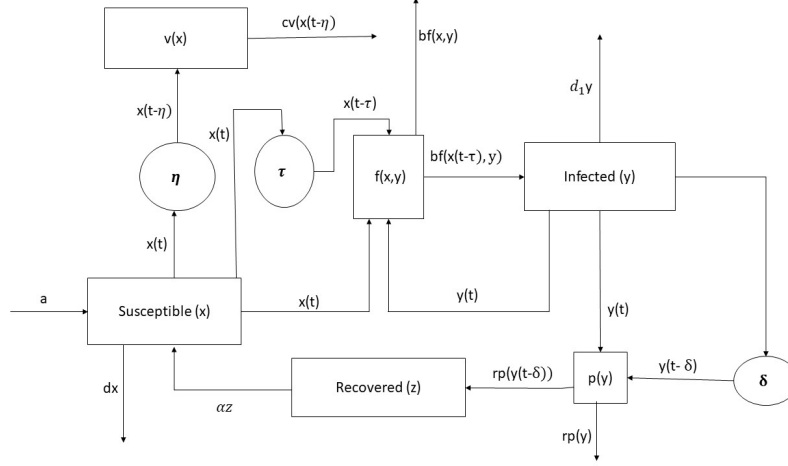 v(x)
cv(x(t-η)
bf(x,y)
x(t-η)
x(t)
x(t-τ)
d₁y
η
τ
f(x,y)
bf(x(t-τ), y)
Infected (y)
x(t)
a
Susceptible (x)
x(t)
y(t)
y(t)
dx
αz
Recovered (z)
rp(y(t-δ))
p(y)
y(t- δ)
δ
rp(y)